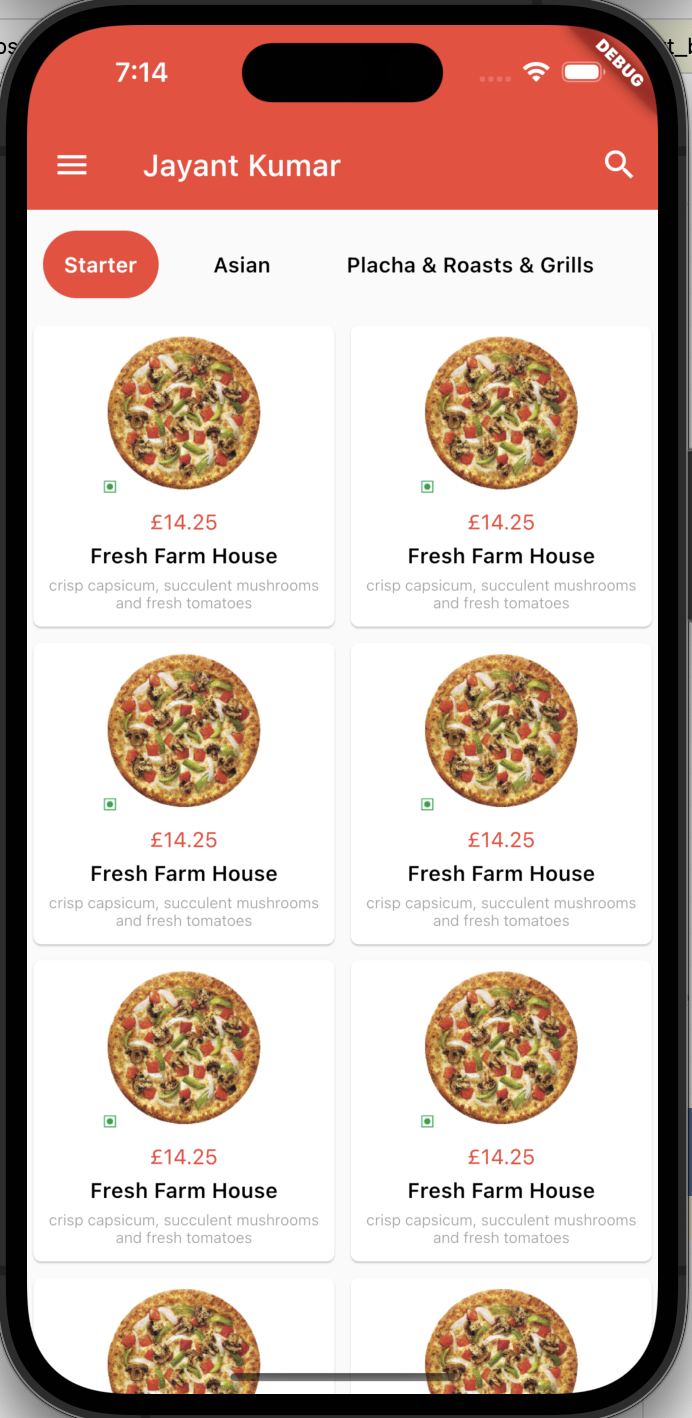 7:14
DEBUG
Jayant Kumar
Starter
Asian
Placha & Roasts & Grills
£14.25
£14.25
Fresh Farm House
Fresh Farm House
crisp capsicum, succulent mushrooms
and fresh tomatoes
crisp capsicum, succulent mushrooms
and fresh tomatoes
£14.25
£14.25
Fresh Farm House
Fresh Farm House
crisp capsicum, succulent mushrooms
and fresh tomatoes
crisp capsicum, succulent mushrooms
and fresh tomatoes
£14.25
£14.25
Fresh Farm House
Fresh Farm House
crisp capsicum, succulent mushrooms
and fresh tomatoes
crisp capsicum, succulent mushrooms
and fresh tomatoes